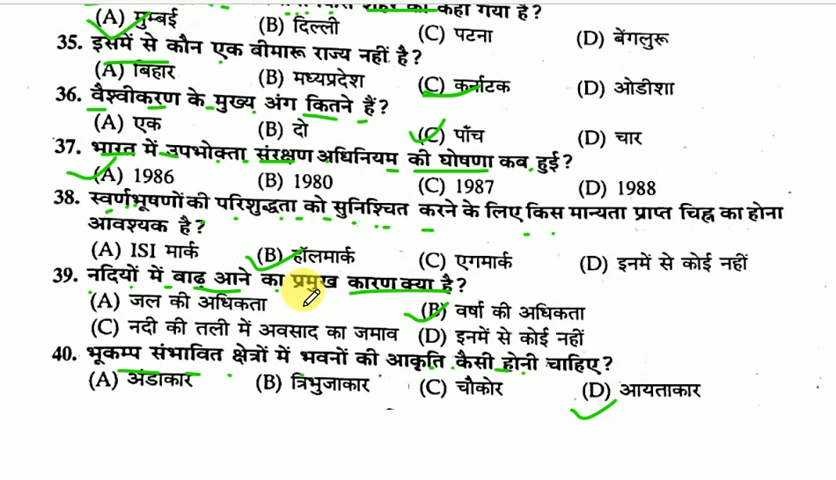 शहर को कहा गया है?
(A) मुम्बई (B) दिल्ली (C) पटना (D) बेंगलुरू
35. इसमें से कौन एक बीमारू राज्य नहीं है?
(A) बिहार (B) मध्यप्रदेश (C) कर्नाटक (D) ओडीशा
36. वैश्वीकरण के मुख्य अंग कितने हैं?
(A) एक (B) दो (C) पाँच (D) चार
37. भारत में उपभोक्ता संरक्षण अधिनियम की घोषणा कब हुई?
(A) 1986 (B) 1980 (C) 1987 (D) 1988
38. स्वर्णभूषणों की परिशुद्धता को सुनिश्चित करने के लिए किस मान्यता प्राप्त चिह्न का होना
आवश्यक है?
(A) ISI मार्क (B) हॉलमार्क (C) एगमार्क (D) इनमें से कोई नहीं
39. नदियों में बाढ़ आने का प्रमुख कारण क्या है?
(A) जल की अधिकता (B) वर्षा की अधिकता
(C) नदी की तली में अवसाद का जमाव (D) इनमें से कोई नहीं
40. भूकम्प संभावित क्षेत्रों में भवनों की आकृति कैसी होनी चाहिए?
(A) अंडाकार (B) त्रिभुजाकार (C) चौकोर (D) आयताकार